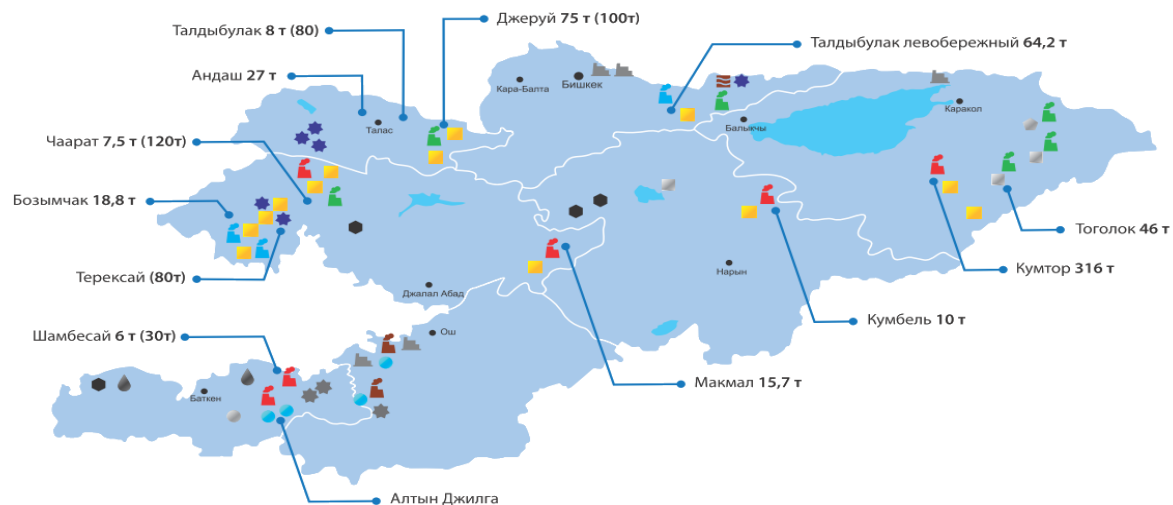 Джеруй 75 т (100т)
Талдыбулак 8 т (80)
Талдыбулак левобережный 64,2 т
Андаш 27 т
Кара-Балта
Бишкек
Каракол
Балыкчы
Талас
Чаарат 7,5 т (120т)
Бозымчак 18,8 т
Тоголок 46 т
Терексай (80т)
Нарын
Кумтор 316 т
Джалал Абад
Кумбель 10 т
Шамбесай 6 т (30т)
Ош
Макмал 15,7 т
Баткен
Алтын Джилга